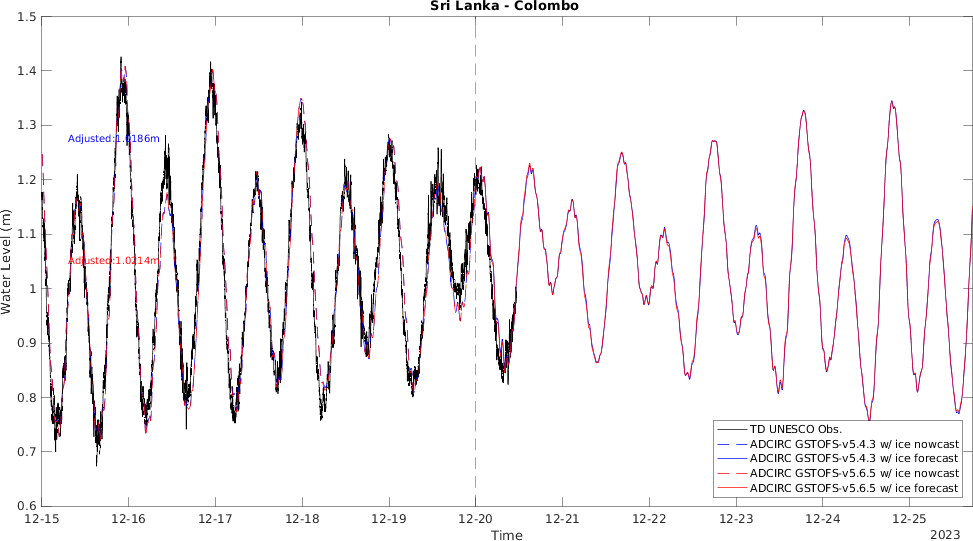 Sri Lanka - Colombo
1.5
1.4
1.3
1.2
1.1
1
0.9
0.8
0.7
0.6
Water Level (m)
Adjusted:1.0186m
Adjusted:1.0214m
TD UNESCO Obs.
ADCIRC GSTOFS-v5.4.3 w/ ice nowcast
ADCIRC GSTOFS-v5.4.3 w/ ice forecast
ADCIRC GSTOFS-v5.6.5 w/ ice nowcast
ADCIRC GSTOFS-v5.6.5 w/ ice forecast
12-15 12-16 12-17 12-18 12-19 12-20 12-21 12-22 12-23 12-24 12-25
Time
2023